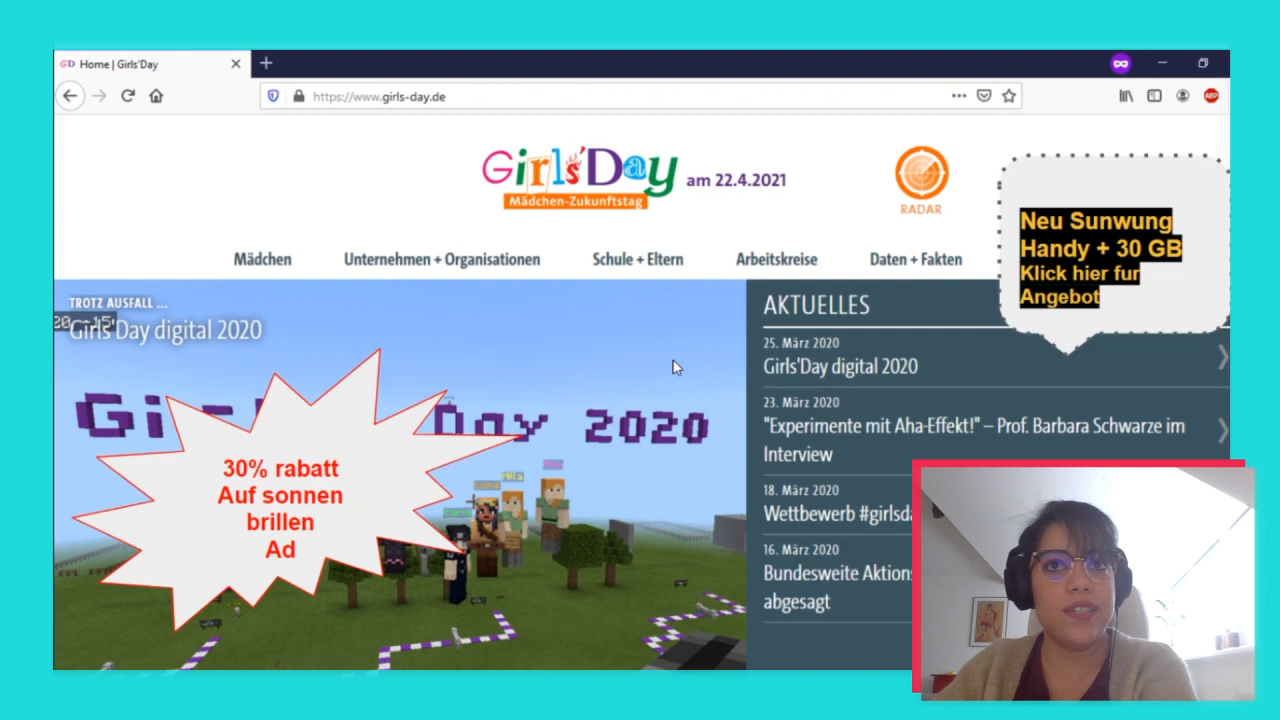 GD Home | Girls'Day
https://www.girls-day.de
ABP
Girls'Day am 22.4.2021
Mädchen-Zukunftstag
RADAR
Mädchen
Unternehmen + Organisationen
Schule + Eltern
Arbeitskreise
Daten + Fakten
Neu Sunwung
Handy + 30 GB
Klick hier fur
Angebot
TROTZ AUSFALL ...
Girls'Day digital 2020
Day 2020
30% rabatt
Auf sonnen
brillen
Ad
AKTUELLES
25. März 2020
Girls'Day digital 2020
23. März 2020
"Experimente mit Aha-Effekt!" – Prof. Barbara Schwarze im
Interview
18. März 2020
Wettbewerb #girlsda
16. März 2020
Bundesweite Aktion
abgesagt